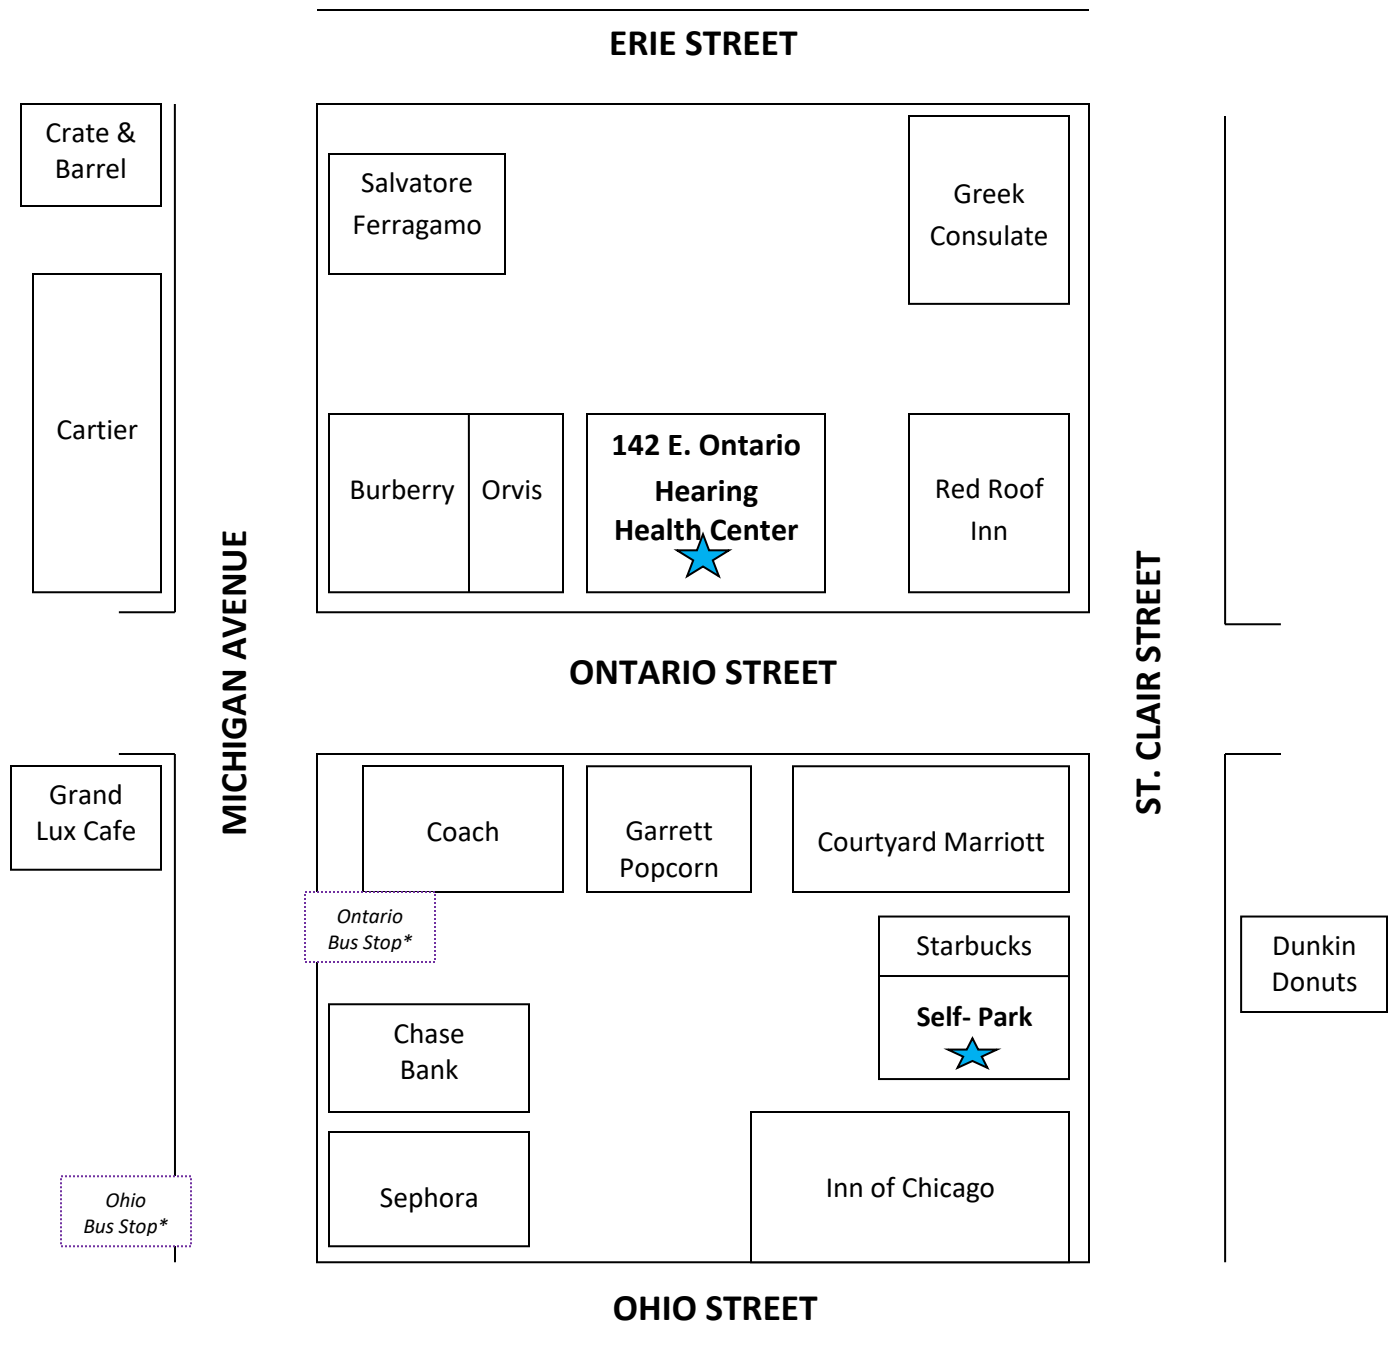 ERIE STREET
Crate &
Barrel
Salvatore
Ferragamo
Greek
Consulate
Cartier
Burberry
Orvis
142 E. Ontario
Hearing
Health Center
Red Roof
Inn
MICHIGAN AVENUE
ST. CLAIR STREET
ONTARIO STREET
Grand
Lux Cafe
Coach
Garrett
Popcorn
Courtyard Marriott
Ontario
Bus Stop*
Starbucks
Dunkin
Donuts
Self- Park
Chase
Bank
Sephora
Inn of Chicago
Ohio
Bus Stop*
OHIO STREET